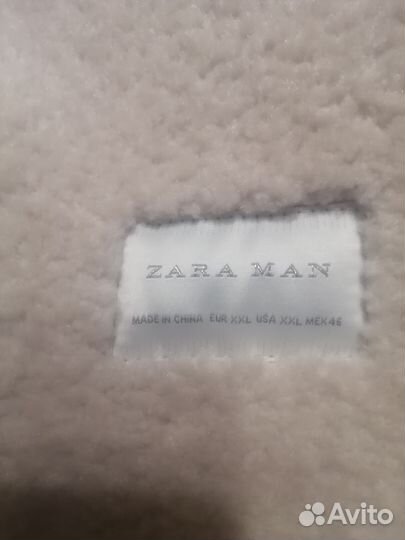 ZARA MAN
MADE IN CHINA EUR XXL USA XXL MEX 46
Avito